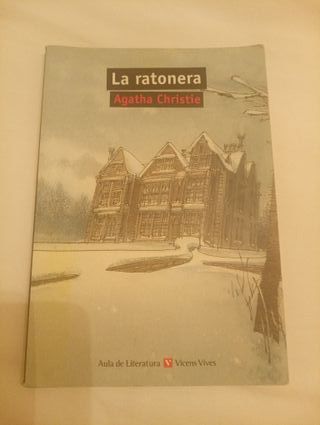 La ratonera
Agatha Christie
Aula de Literatura V Vicens Vives